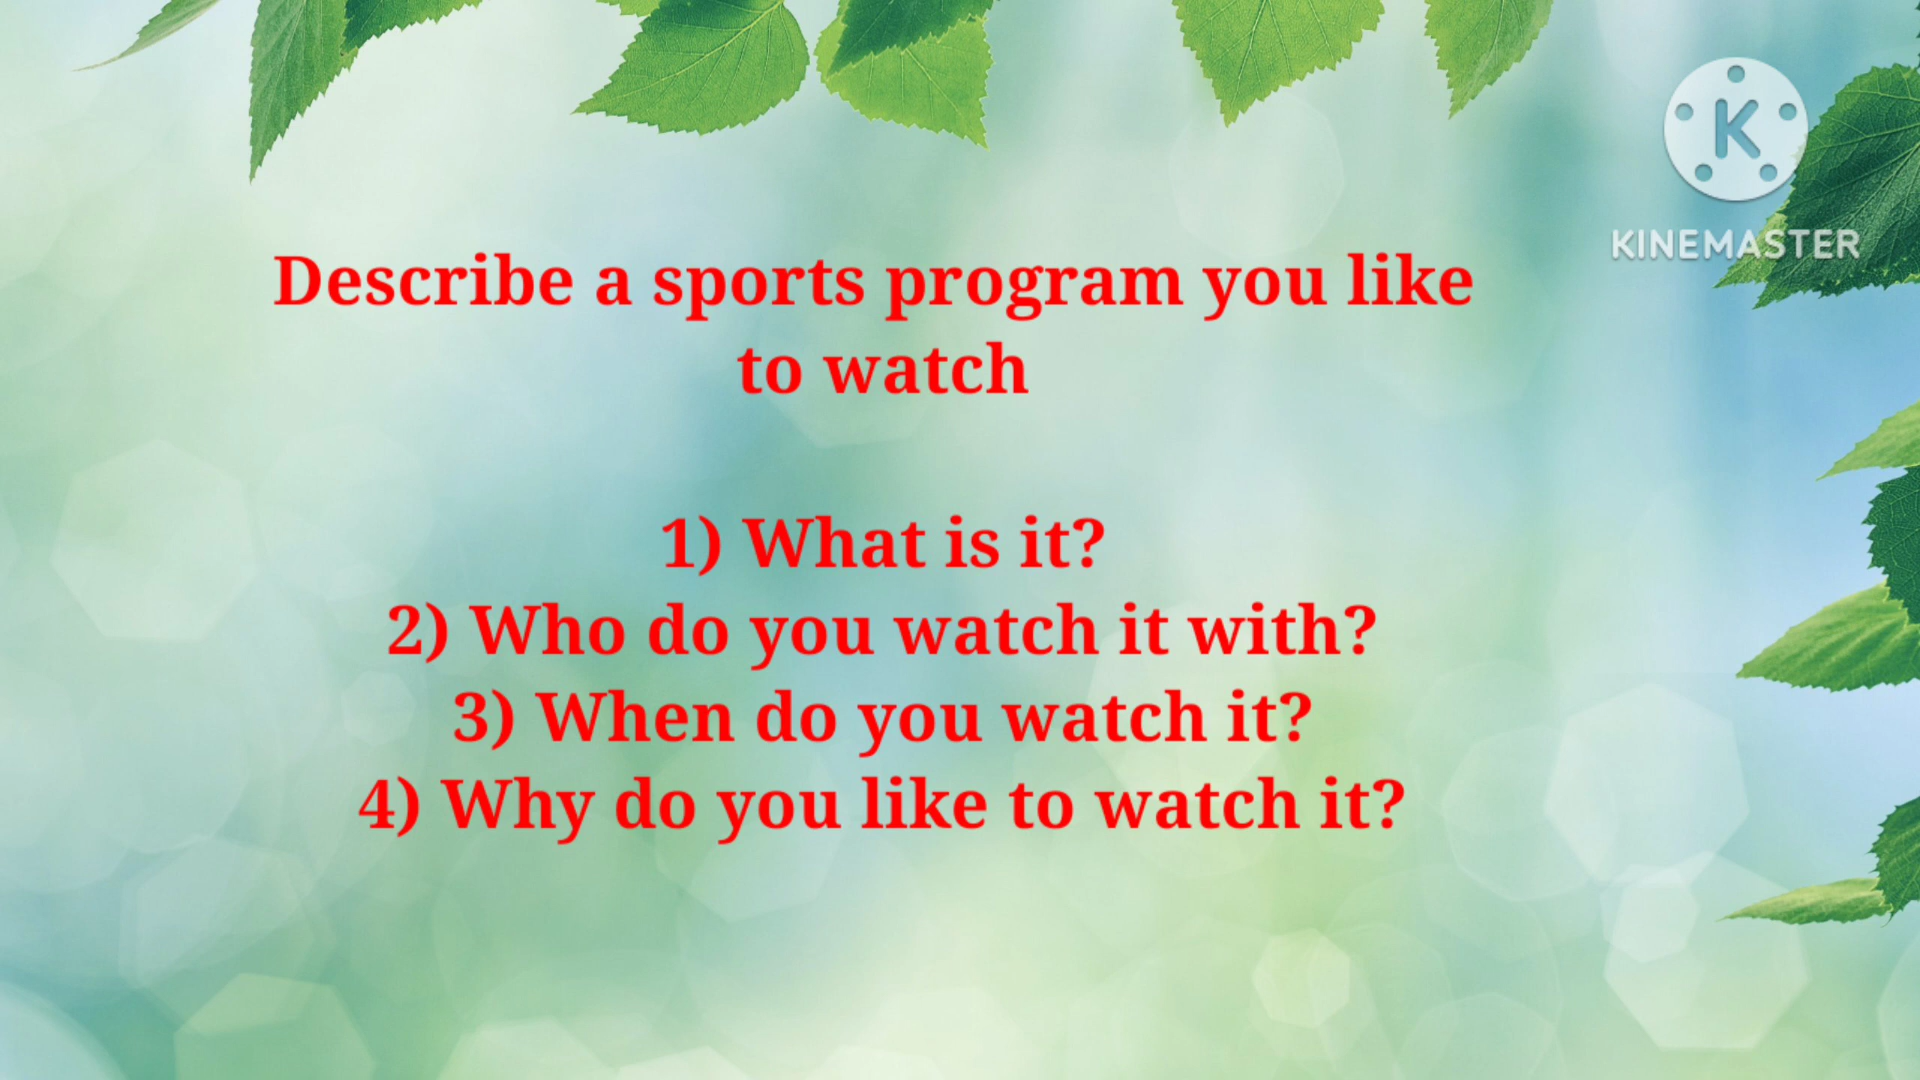 K
KINEMASTER
Describe a sports program you like
to watch
1) What is it?
2) Who do you watch it with?
3) When do you watch it?
4) Why do you like to watch it?